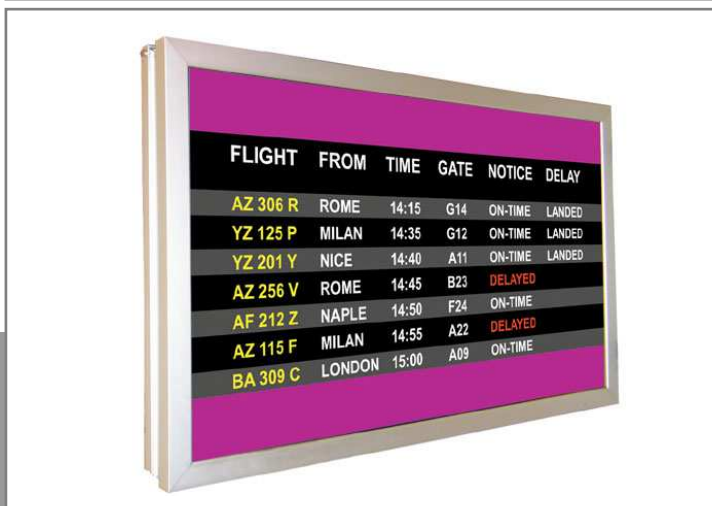 FLIGHT FROM TIME GATE NOTICE DELAY
AZ 306 R ROME 14:15 G14 ON-TIME LANDED
YZ 125 P MILAN 14:35 G12 ON-TIME LANDED
YZ 201 Y NICE 14:40 A11 ON-TIME LANDED
AZ 256 V ROME 14:45 B23 DELAYED
AF 212 Z NAPLE 14:50 F24 ON-TIME
AZ 115 F MILAN 14:55 A22 DELAYED
BA 309 C LONDON 15:00 A09 ON-TIME